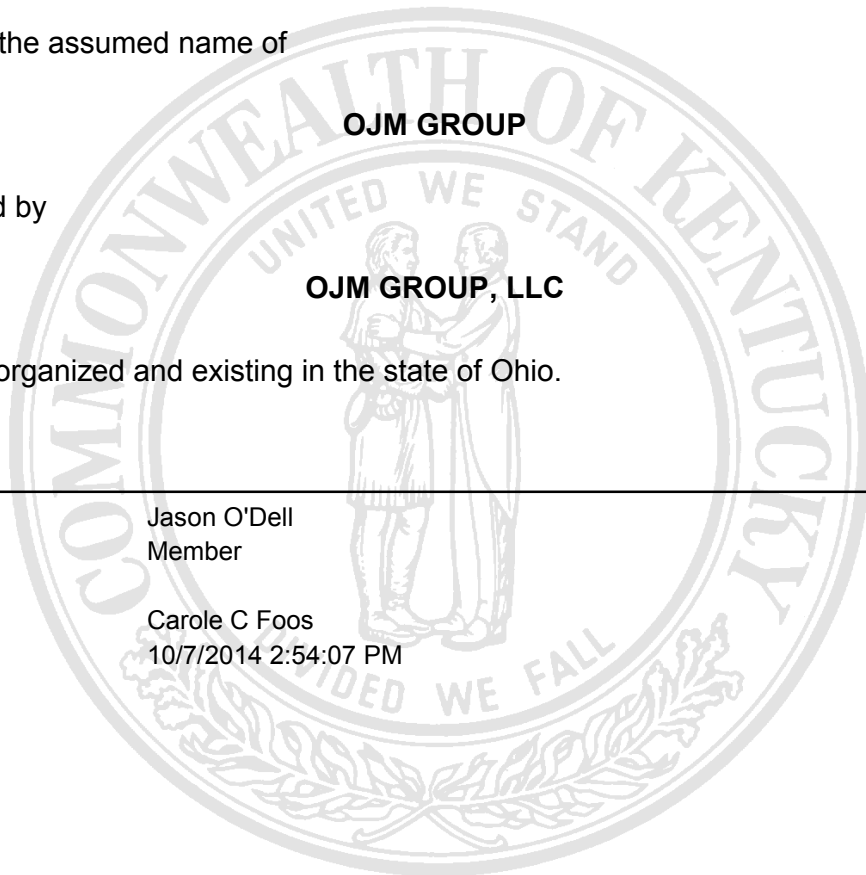 the assumed name of
OJM GROUP
d by
OJM GROUP, LLC
organized and existing in the state of Ohio.
Jason O'Dell
Member
Carole C Foos
10/7/2014 2:54:07 PM
COMMONWEALTH OF KENTUCKY
UNITED WE STAND
DIVIDED WE FALL